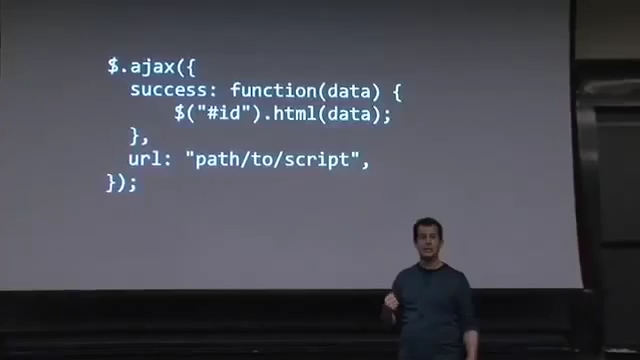 $.ajax({
success: function(data) {
$("#id").html(data);
},
url: "path/to/script",
});